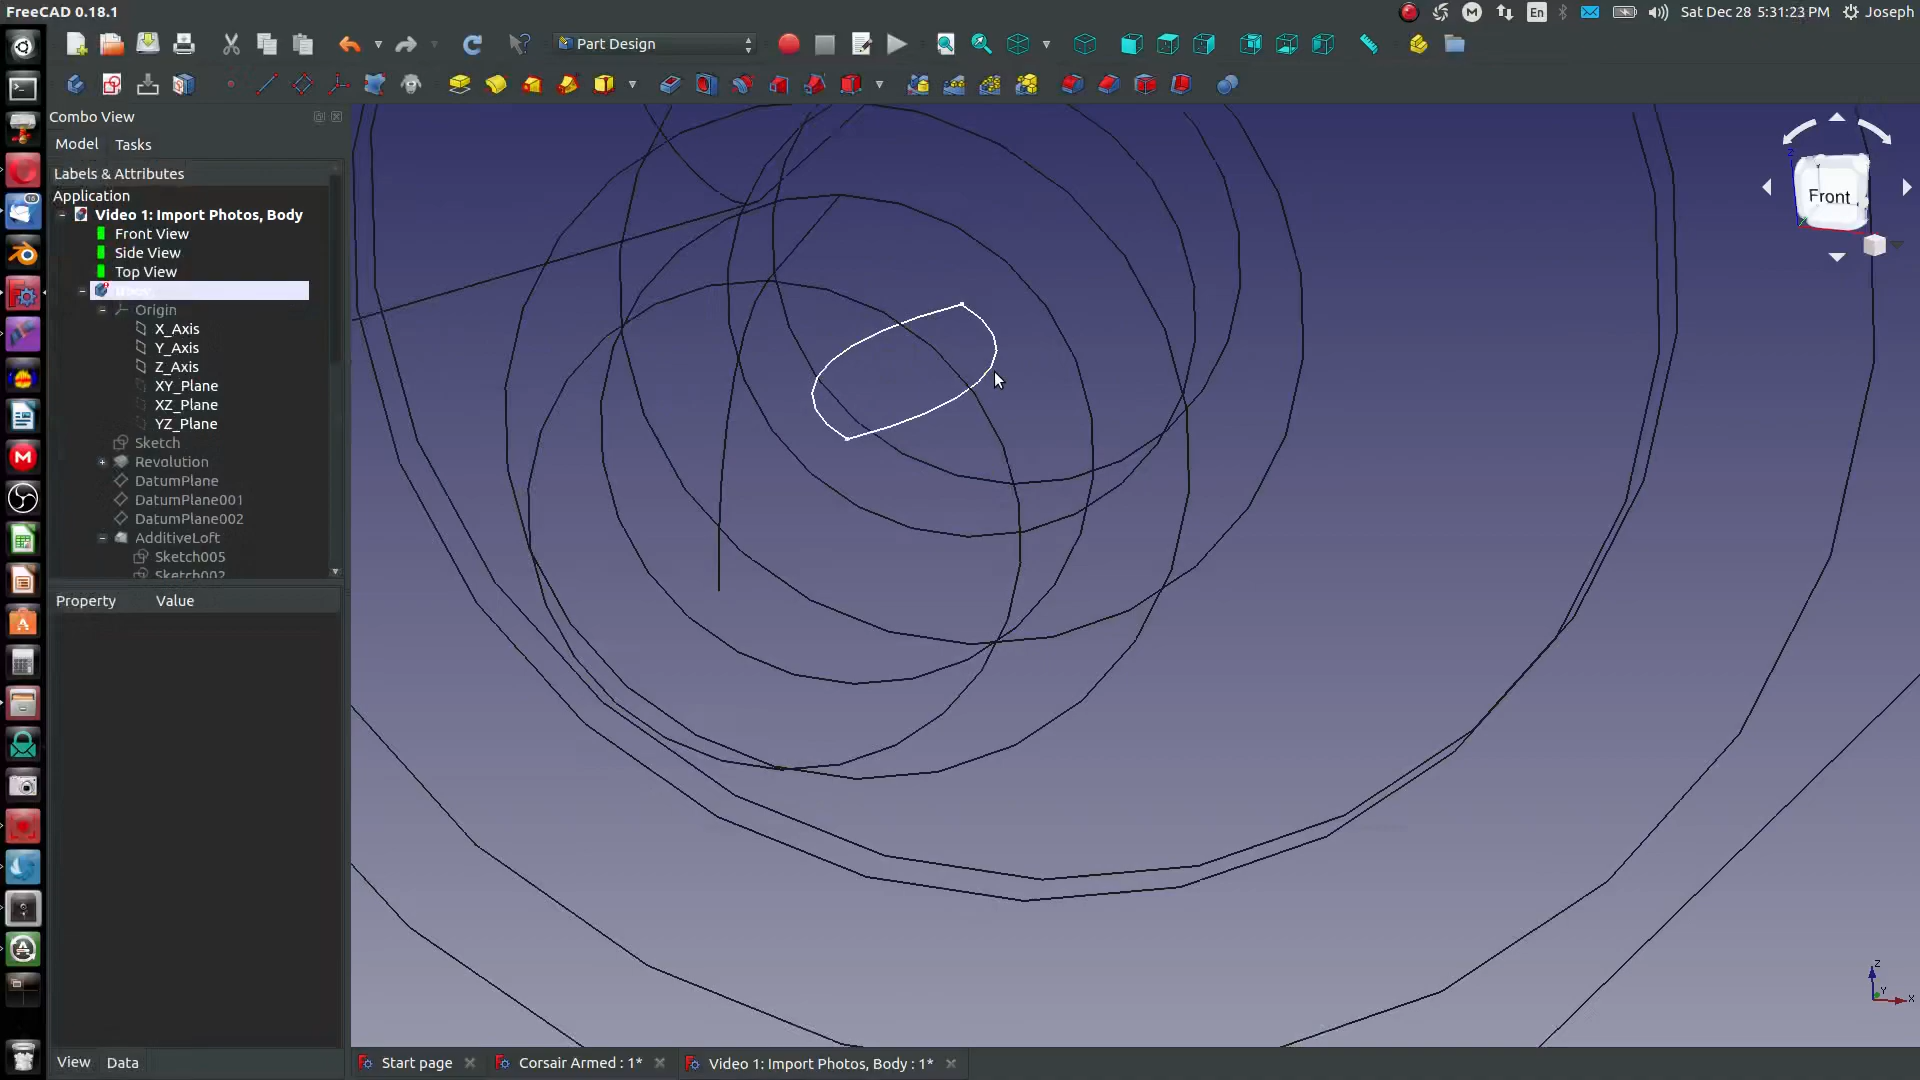 FreeCAD 0.18.1
En
Sat Dec 28 5:31:23 PM
Joseph
Part Design
Combo View
Model
Tasks
Labels & Attributes
Application
Video 1: Import Photos, Body
Front View
Side View
Top View
Origin
X_Axis
Y_Axis
Z_Axis
XY_Plane
XZ_Plane
YZ_Plane
Sketch
Revolution
DatumPlane
DatumPlane001
DatumPlane002
AdditiveLoft
Sketch005
Sketch002
Property
Value
View
Data
Start page
Corsair Armed : 1*
Video 1: Import Photos, Body : 1*
Front
Z
Y
X